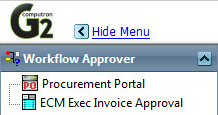 computron
G2
Hide Menu
Workflow Approver
PO Procurement Portal
ECM Exec Invoice Approval